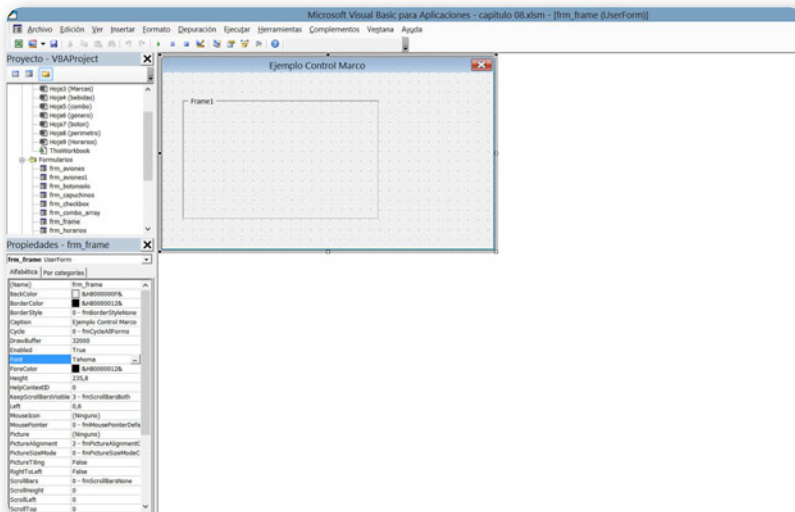 Microsoft Visual Basic para Aplicaciones - capitulo 08.xlsm - [frm_frame (UserForm)]
Archivo Edición Ver Insertar Formato Depuración Ejecutar Herramientas Complementos Ventana Ayuda
Proyecto - VBAProject
Hoja3 (Marcas)
Hoja4 (bebidas)
Hoja5 (combo)
Hoja6 (genero)
Hoja7 (boton)
Hoja8 (perimetro)
Hoja9 (Horarios)
ThisWorkbook
Formularios
frm_aviones
frm_aviones1
frm_botonsolo
frm_capuchinos
frm_checkbox
frm_combo_array
frm_frame
frm_horarios
Ejemplo Control Marco
Frame1
Propiedades - frm_frame
frm_frame UserForm
Alfabética Por categorías
(Name) frm_frame
BackColor &H8000000F&
BorderColor &H80000012&
BorderStyle 0 - fmBorderStyleNone
Caption Ejemplo Control Marco
Cycle 0 - fmCycleAllForms
DrawBuffer 32000
Enabled True
Font Tahoma
ForeColor &H80000012&
Height 235,8
HelpContextID 0
KeepScrollBarsVisible 3 - fmScrollBarsBoth
Left 0,6
MouseIcon (Ninguno)
MousePointer 0 - fmMousePointerDefa
Picture (Ninguno)
PictureAlignment 2 - fmPictureAlignmentC
PictureSizeMode 0 - fmPictureSizeModeC
PictureTiling False
RightToLeft False
ScrollBars 0 - fmScrollBarsNone
ScrollHeight 0
ScrollLeft 0
ScrollTop 0